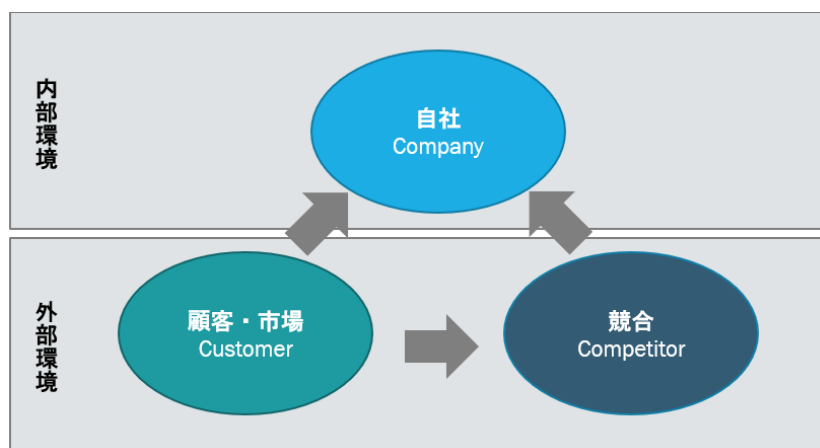 内部環境
自社
Company
外部環境
顧客・市場
Customer
競合
Competitor